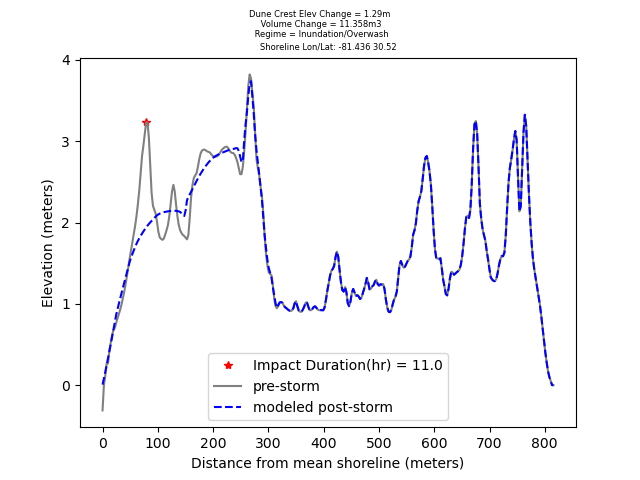 Dune Crest Elev Change = 1.29m
Volume Change = 11.358m3
Regime = Inundation/Overwash
Shoreline Lon/Lat: -81.436 30.52
4
3
2
1
0
Elevation (meters)
Impact Duration(hr) = 11.0
pre-storm
modeled post-storm
0 100 200 300 400 500 600 700 800
Distance from mean shoreline (meters)